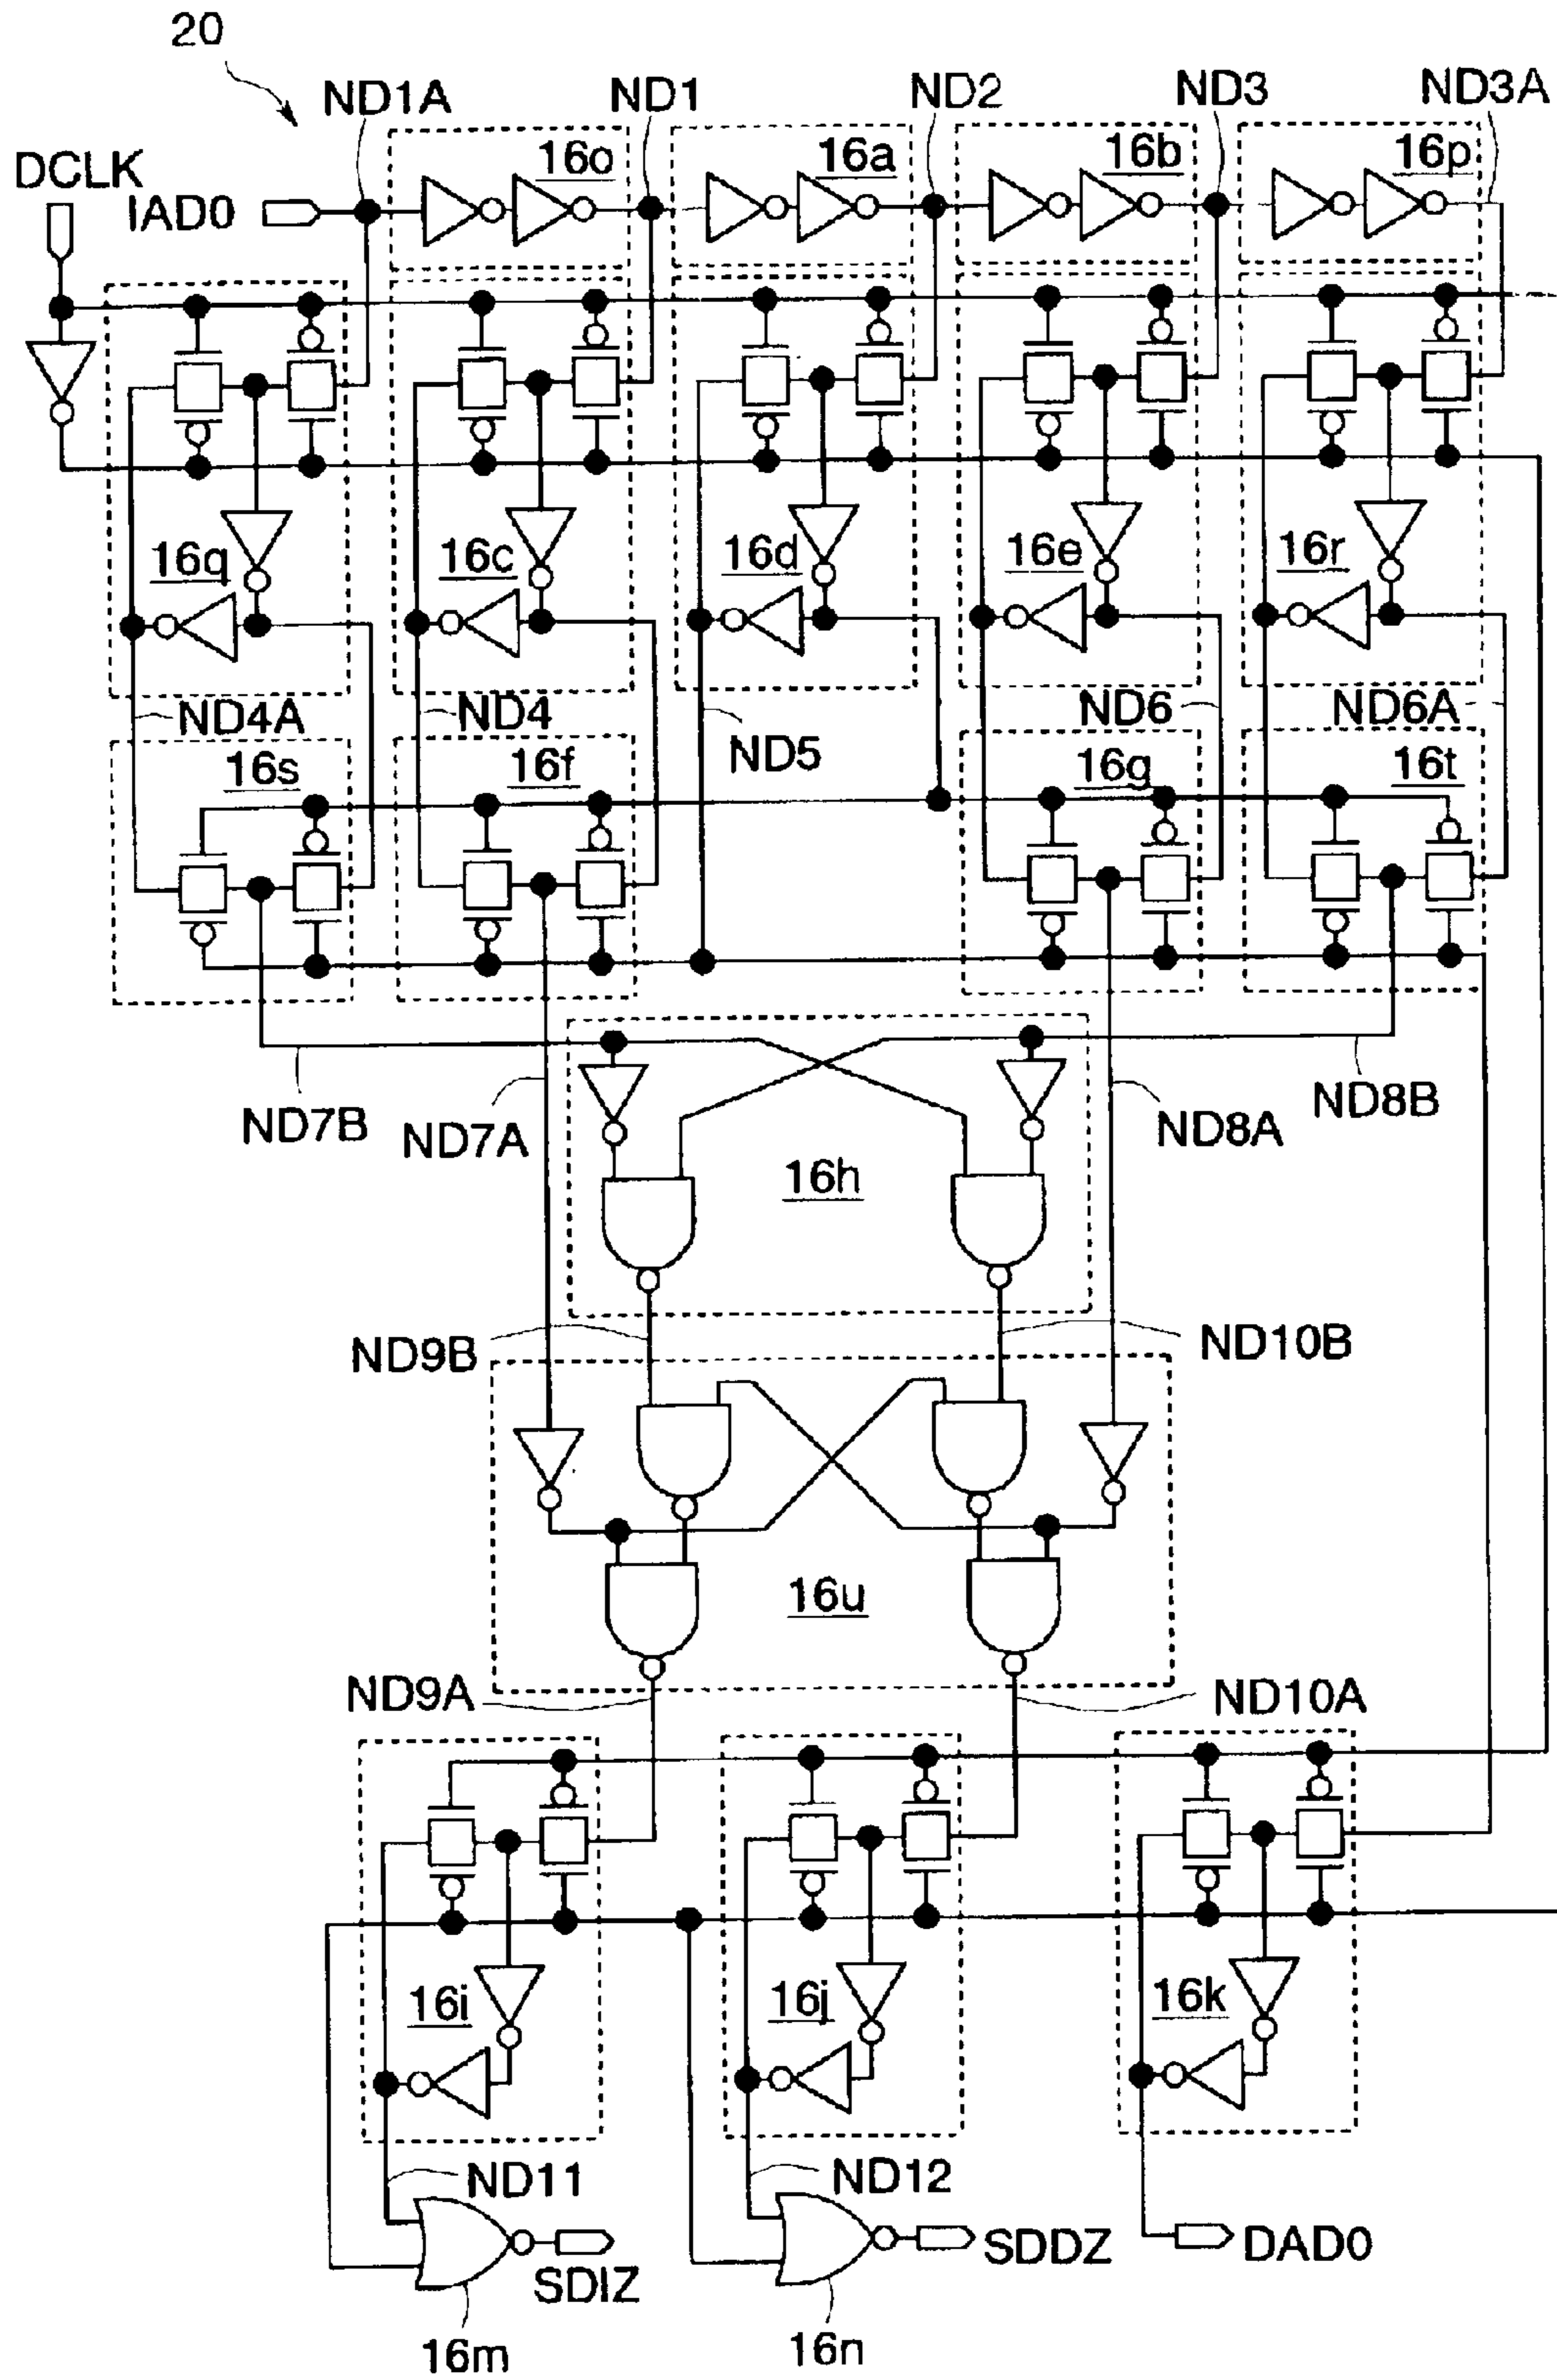 20
ND1A ND1 ND2 ND3 ND3A
DCLK
16o 16a 16b 16p
IAD0
16q 16c 16d 16e 16r
ND4A ND4 ND5 ND6 ND6A
16s 16f 16g 16t
ND7B ND7A ND8A ND8B
16h
ND9B ND10B
16u
ND9A ND10A
16i 16j 16k
ND11 ND12
SDIZ SDDZ DAD0
16m 16n